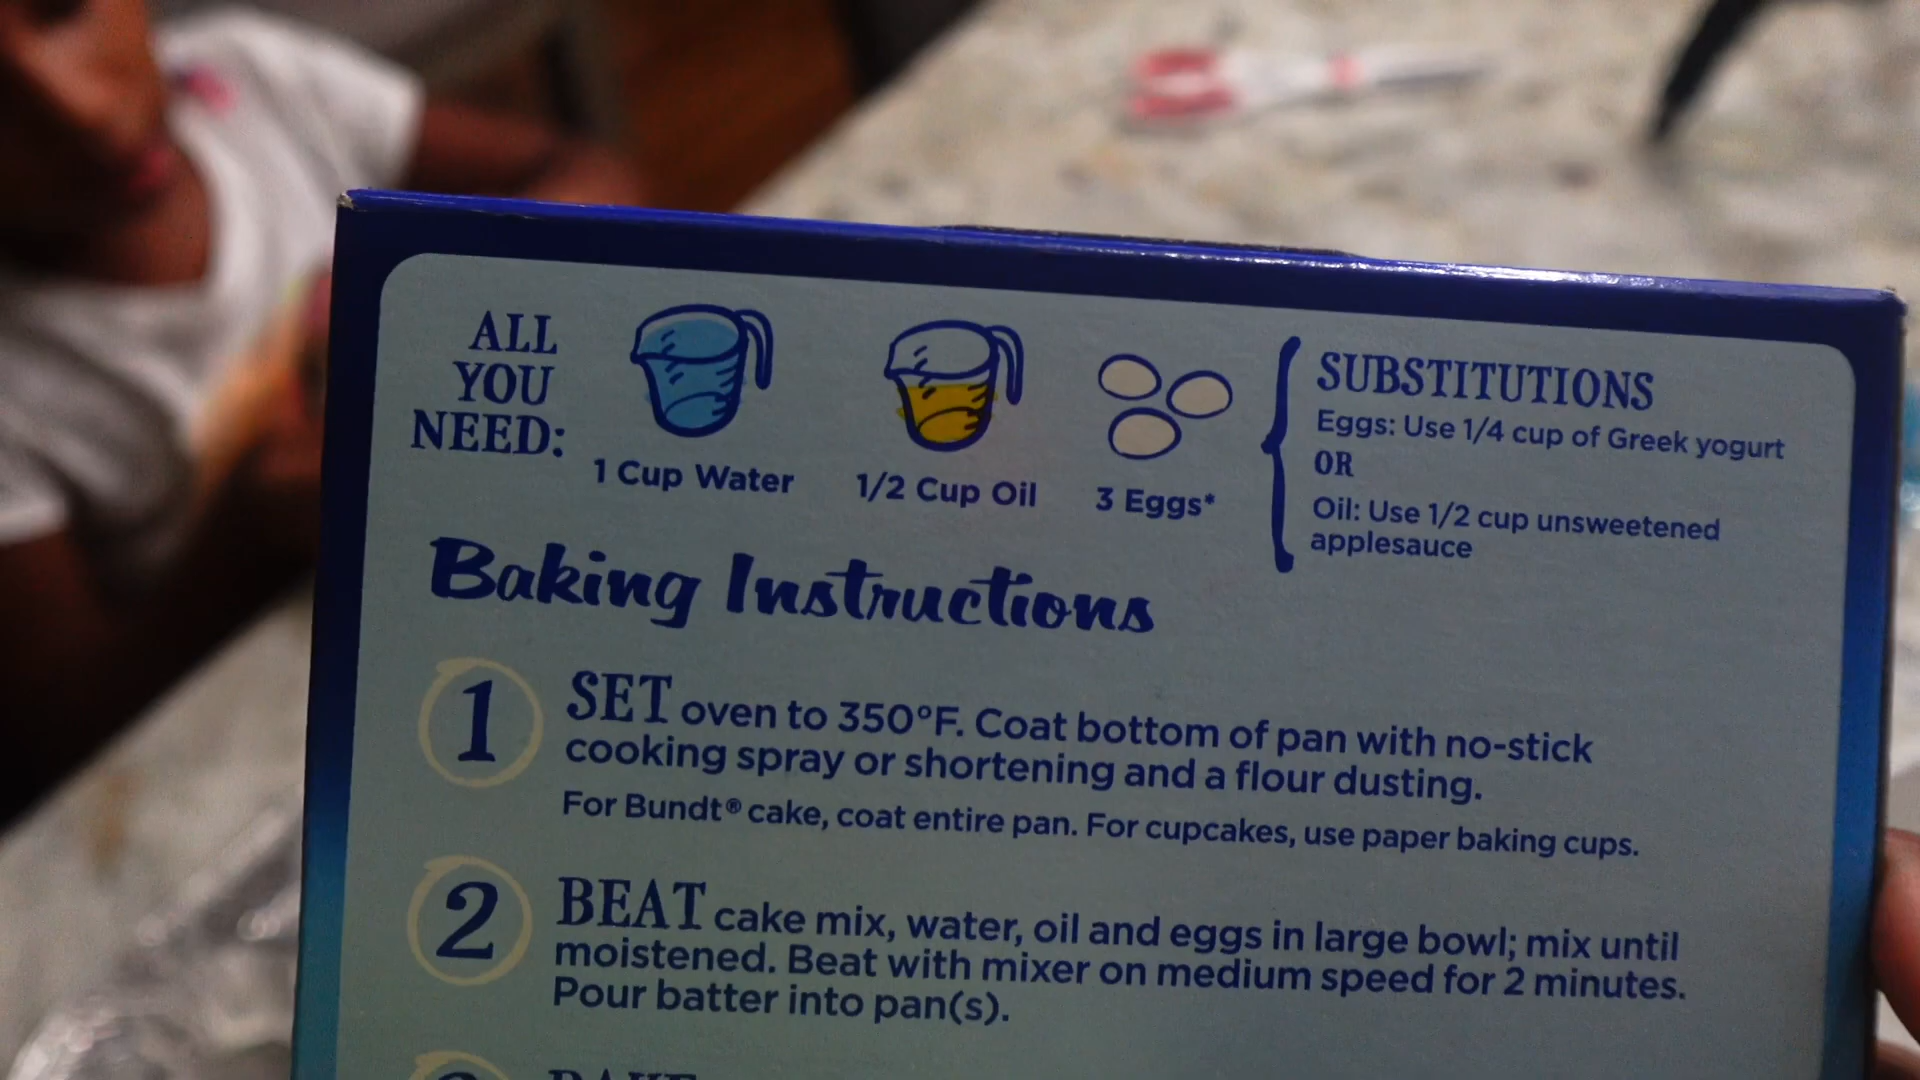 ALL
YOU
NEED:
1 Cup Water
1/2 Cup Oil
3 Eggs*
SUBSTITUTIONS
Eggs: Use 1/4 cup of Greek yogurt
OR
Oil: Use 1/2 cup unsweetened
applesauce
Baking Instructions
1
SET oven to 350°F. Coat bottom of pan with no-stick
cooking spray or shortening and a flour dusting.
For Bundt® cake, coat entire pan. For cupcakes, use paper baking cups.
2
BEAT cake mix, water, oil and eggs in large bowl; mix until
moistened. Beat with mixer on medium speed for 2 minutes.
Pour batter into pan(s).